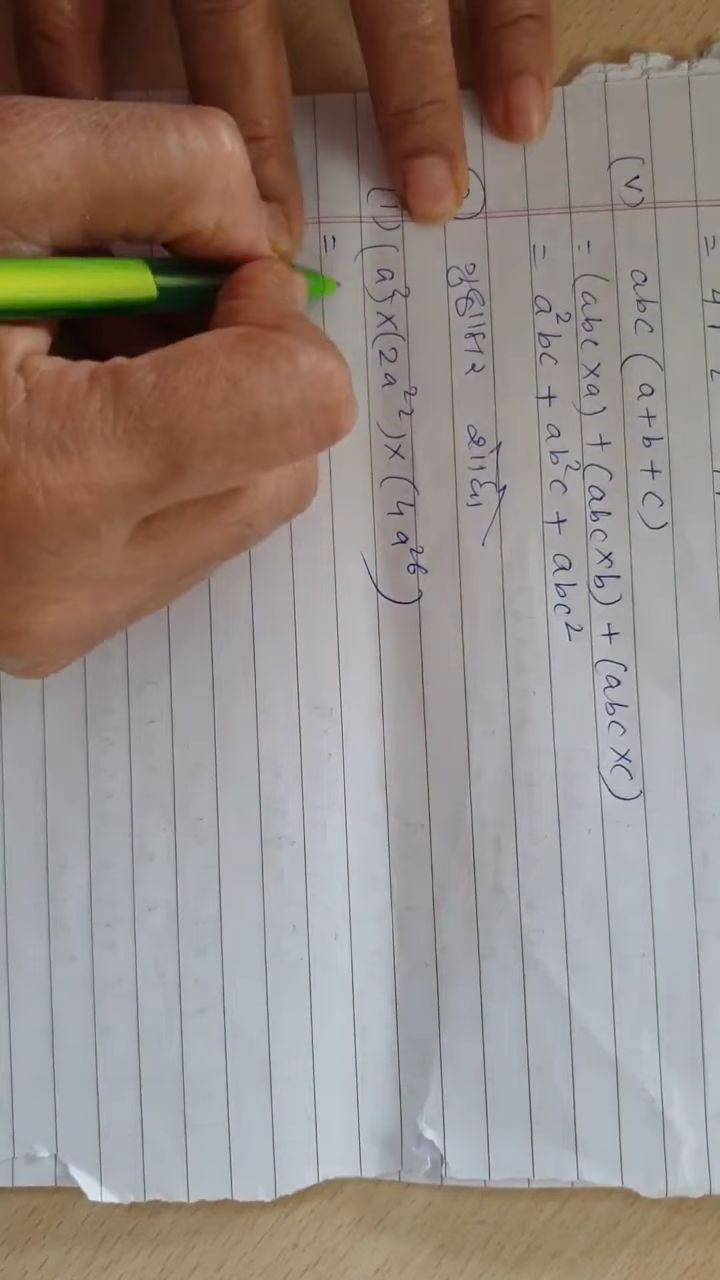 (v) abc (a+b+c)
= (abc×a) + (abc×b) + (abc×c)
= a²bc + ab²c + abc²
ગુણાકાર શોધો
(i) (a²) × (2a²²) × (4a²⁶)
=